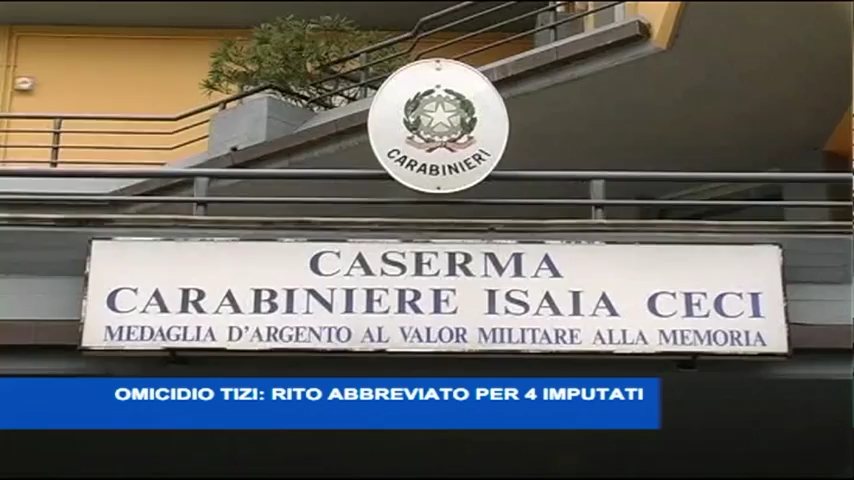 CARABINIERI
CASERMA
CARABINIERE ISAIA CECI
MEDAGLIA D'ARGENTO AL VALOR MILITARE ALLA MEMORIA
OMICIDIO TIZI: RITO ABBREVIATO PER 4 IMPUTATI